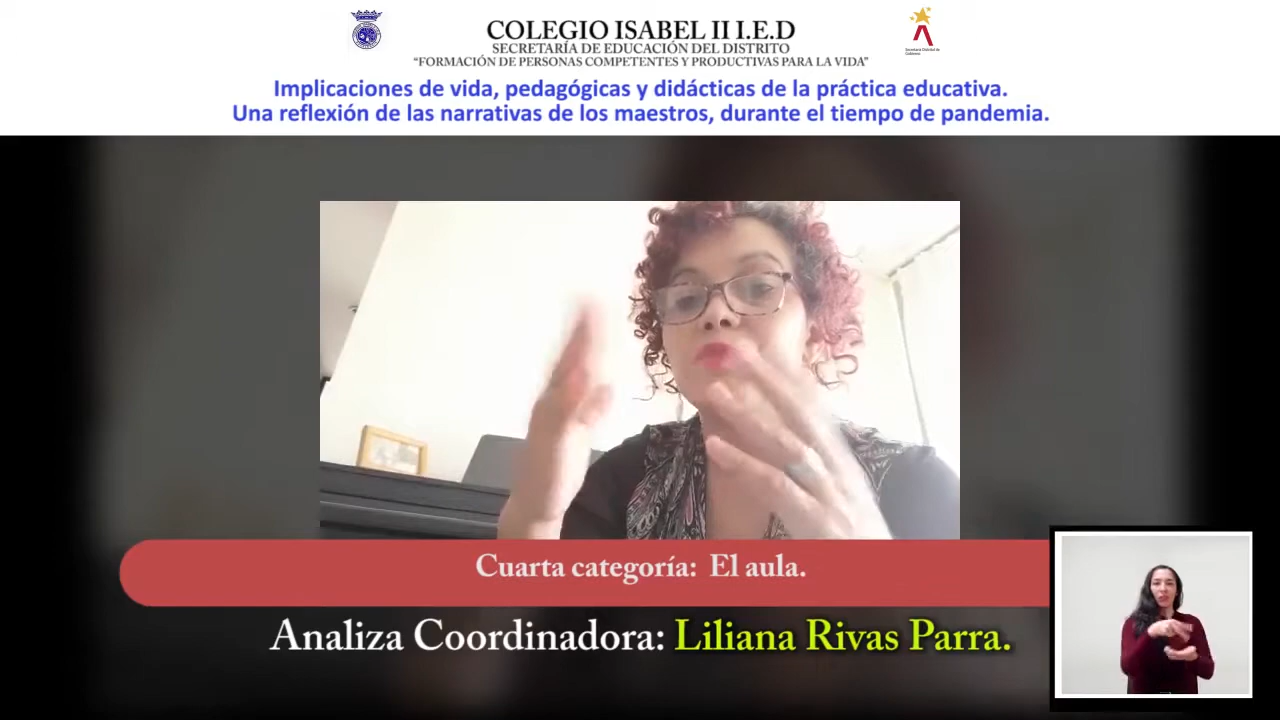 COLEGIO ISABEL II I.E.D
SECRETARÍA DE EDUCACIÓN DEL DISTRITO
“FORMACIÓN DE PERSONAS COMPETENTES Y PRODUCTIVAS PARA LA VIDA”
Implicaciones de vida, pedagógicas y didácticas de la práctica educativa.
Una reflexión de las narrativas de los maestros, durante el tiempo de pandemia.
Cuarta categoría: El aula.
Analiza Coordinadora: Liliana Rivas Parra.